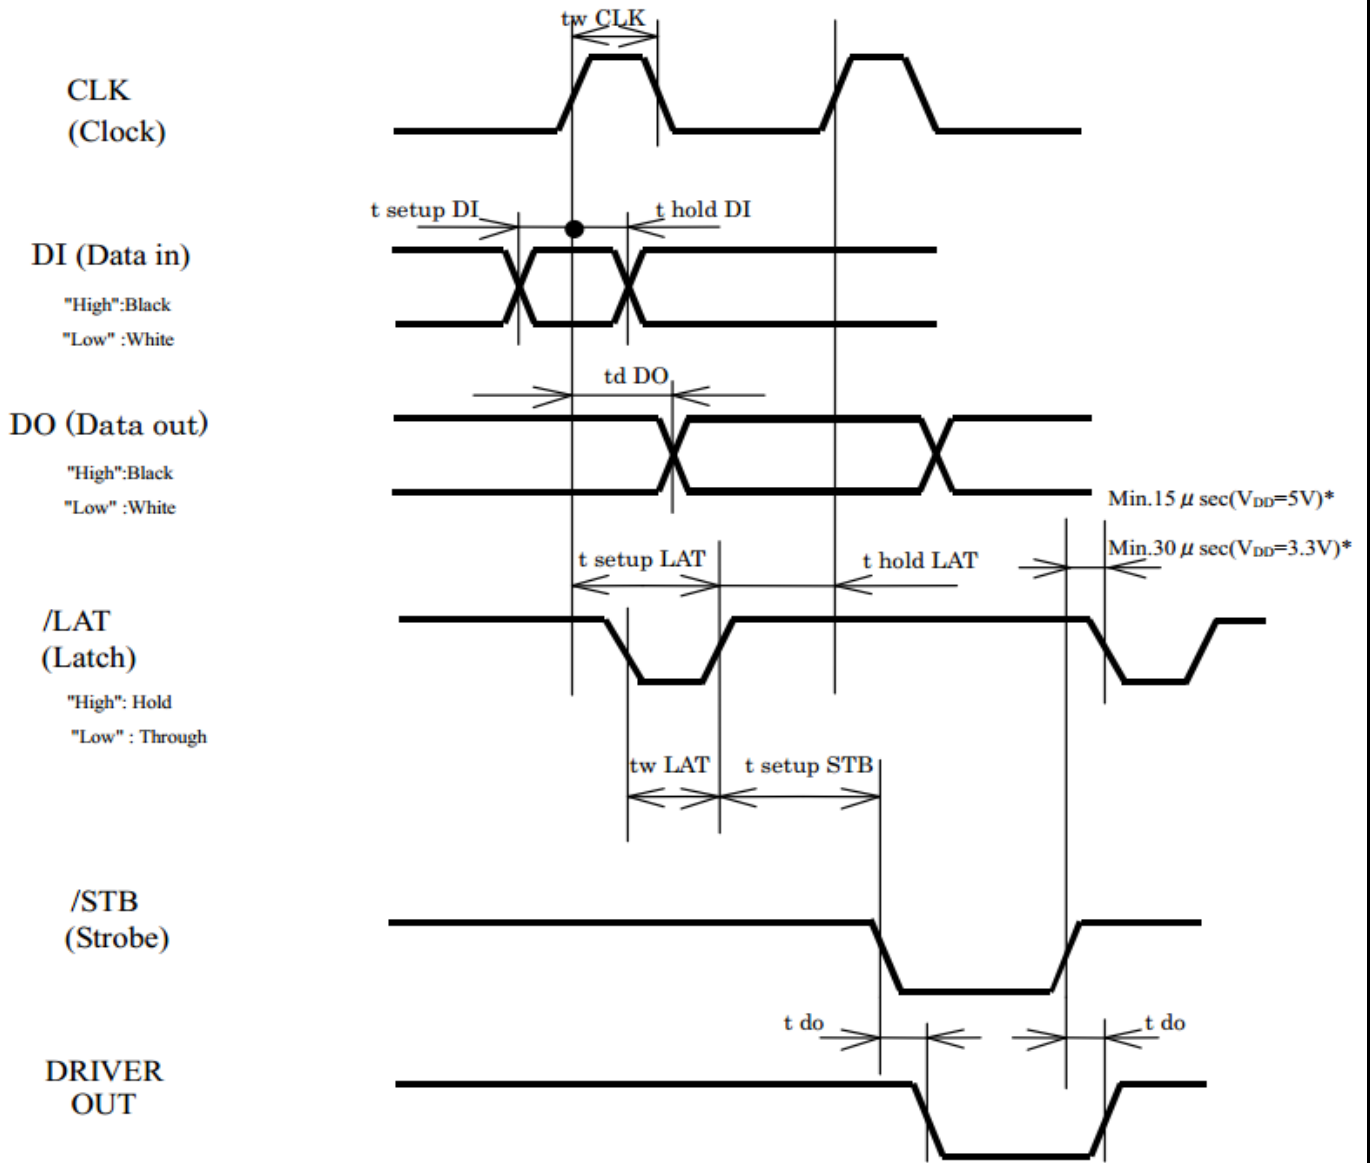 tw CLK
CLK
(Clock)
t setup DI
t hold DI
DI (Data in)
"High":Black
"Low" :White
td DO
DO (Data out)
"High":Black
"Low" :White
Min.15 μ sec(VDD=5V)*
Min.30 μ sec(VDD=3.3V)*
t setup LAT
t hold LAT
/LAT
(Latch)
"High": Hold
"Low" : Through
tw LAT
t setup STB
/STB
(Strobe)
t do
t do
DRIVER
OUT